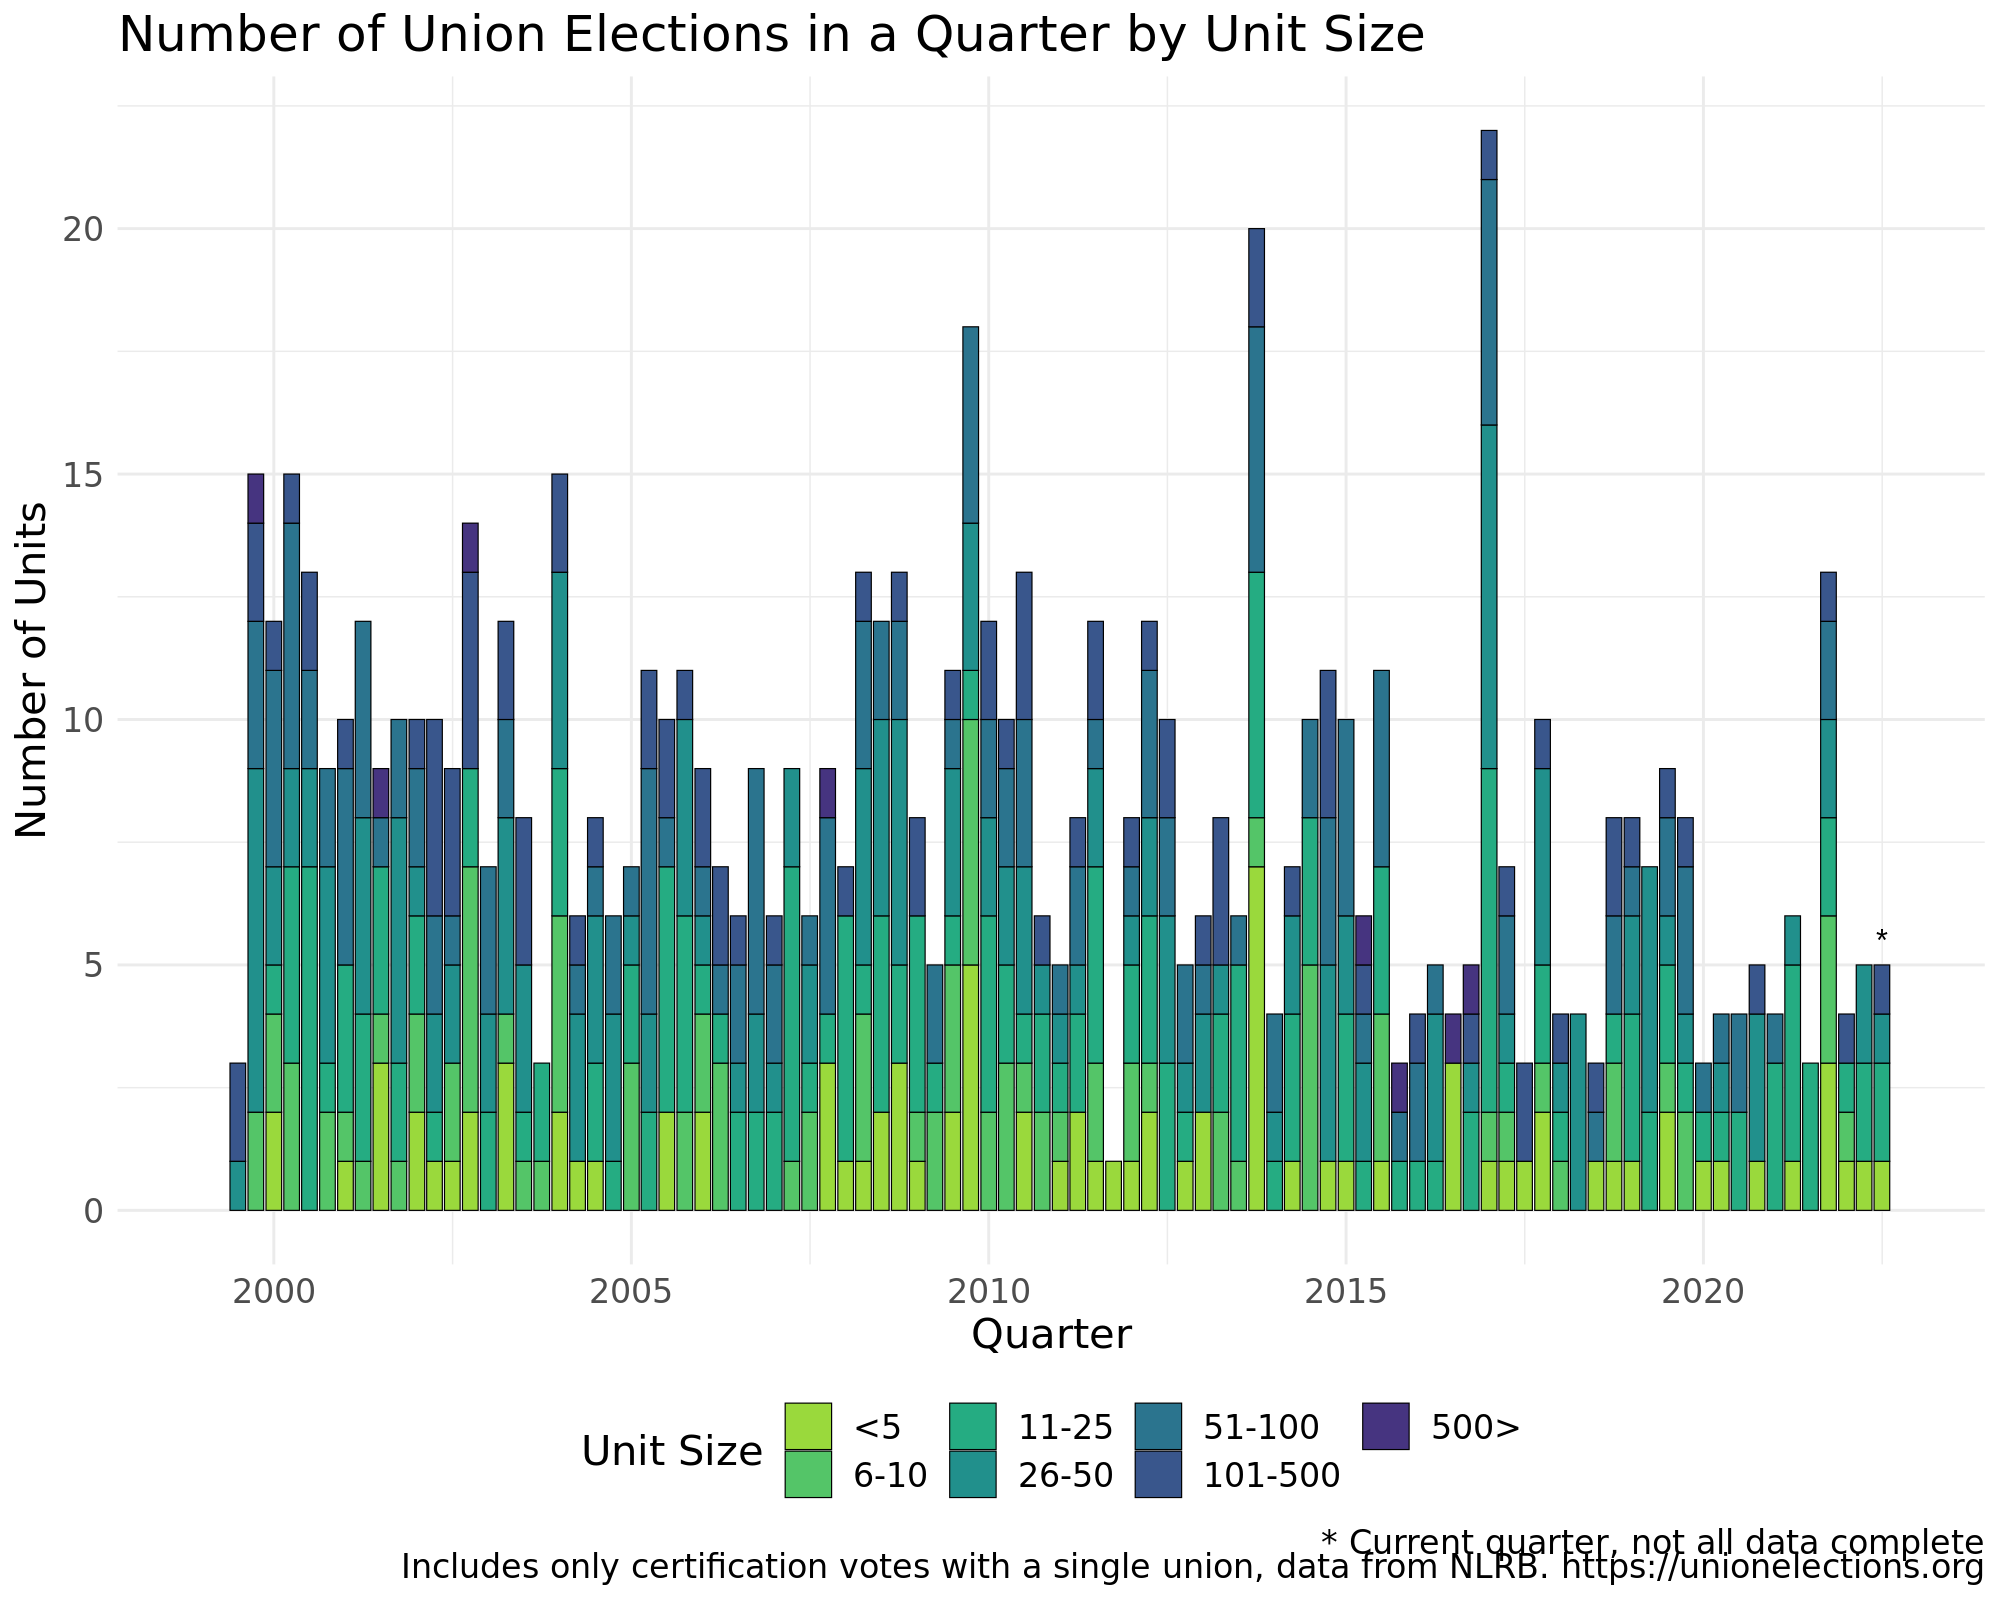 Number of Union Elections in a Quarter by Unit Size
Number of Units
20
15
10
5
0
*
2000 2005 2010 2015 2020
Quarter
Unit Size
<5 11-25 51-100 500>
6-10 26-50 101-500
* Current quarter, not all data complete
Includes only certification votes with a single union, data from NLRB. https://unionelections.org